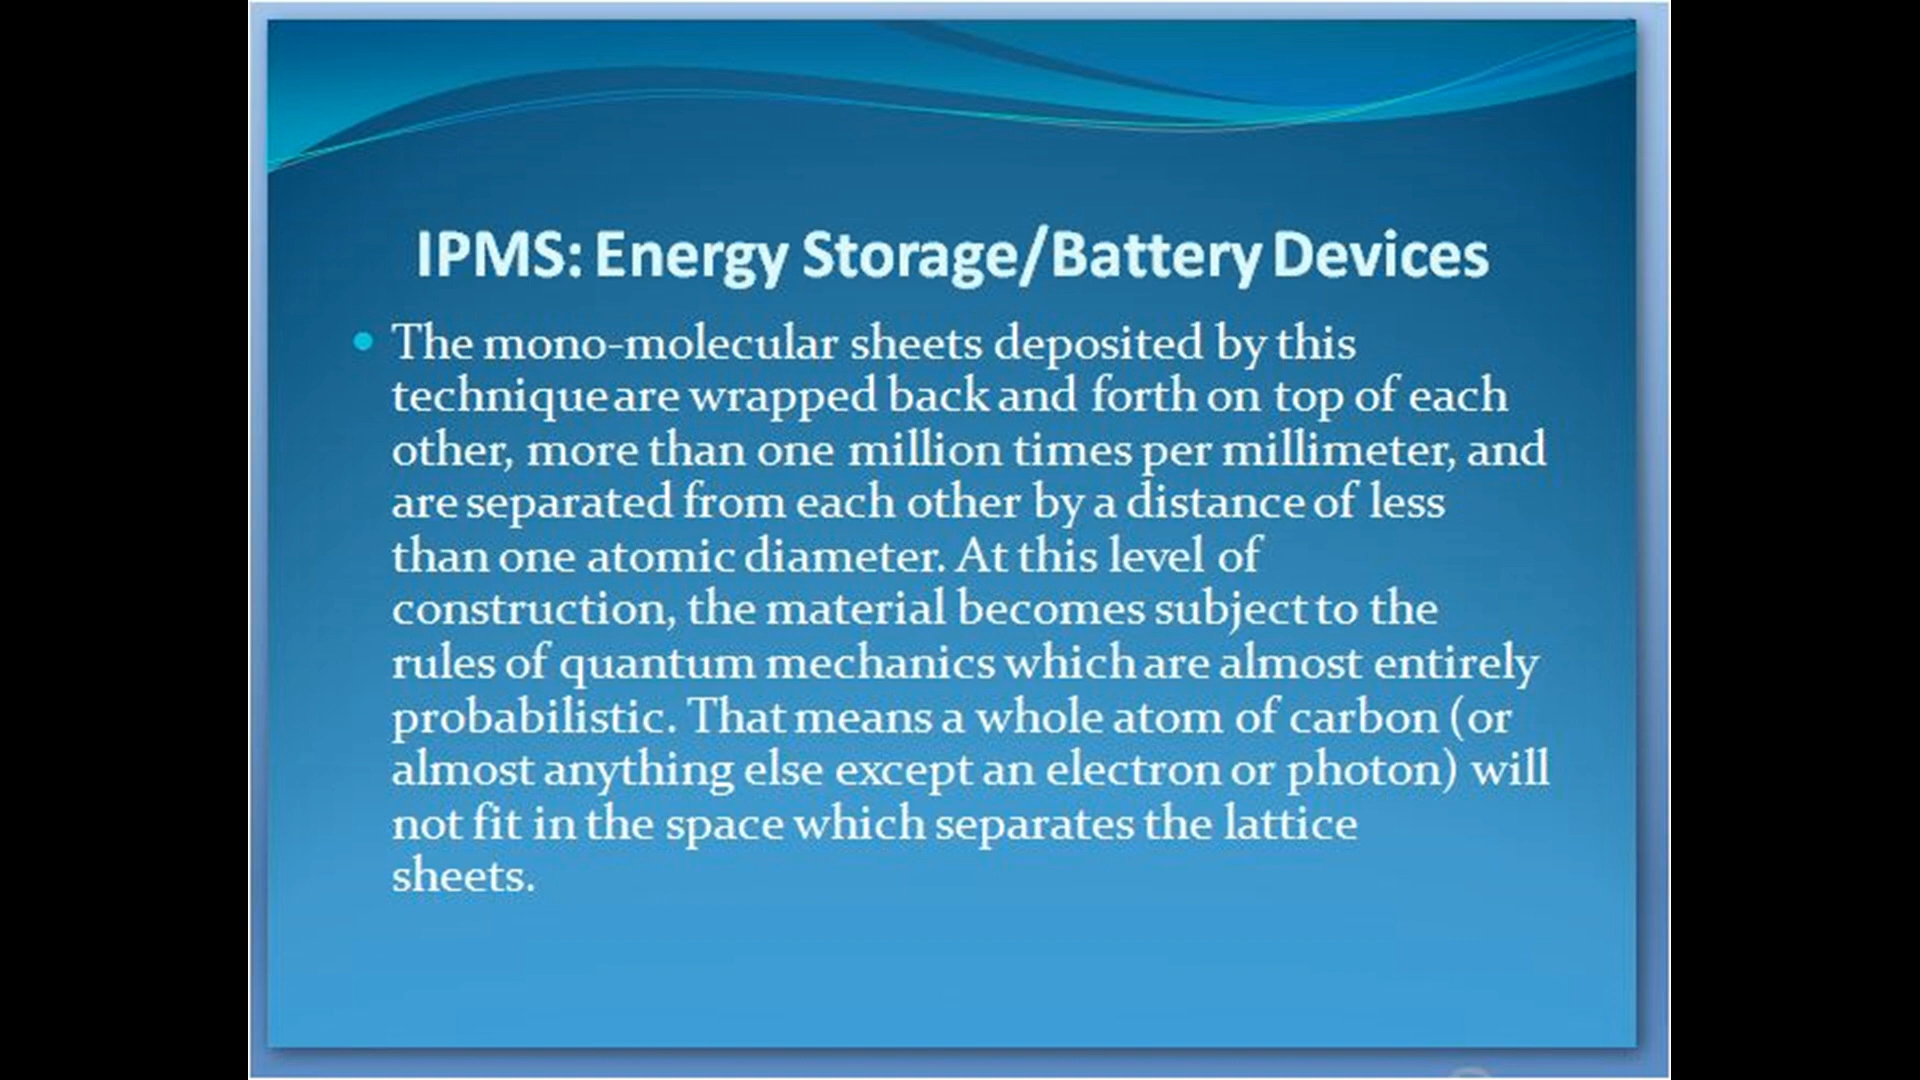 IPMS: Energy Storage/Battery Devices
• The mono-molecular sheets deposited by this
technique are wrapped back and forth on top of each
other, more than one million times per millimeter, and
are separated from each other by a distance of less
than one atomic diameter. At this level of
construction, the material becomes subject to the
rules of quantum mechanics which are almost entirely
probabilistic. That means a whole atom of carbon (or
almost anything else except an electron or photon) will
not fit in the space which separates the lattice
sheets.